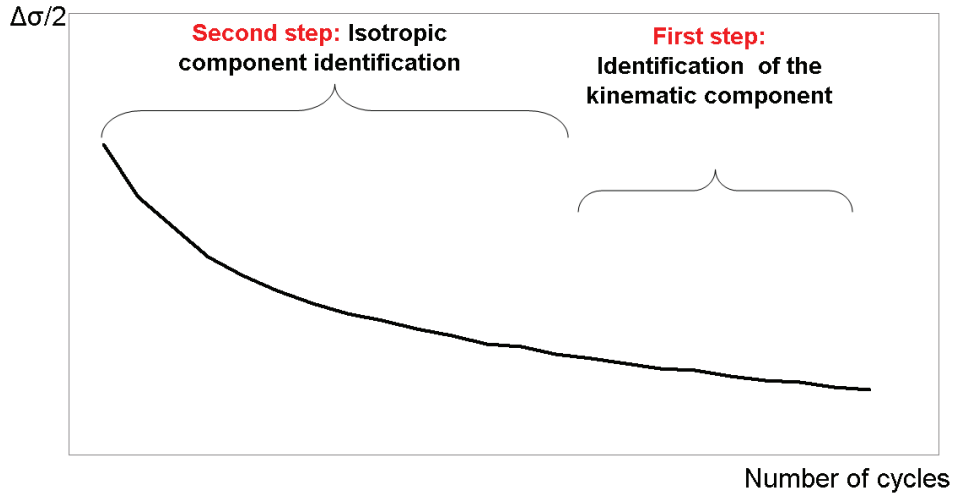 Δσ/2
Second step: Isotropic
component identification
First step:
Identification of the
kinematic component
Number of cycles